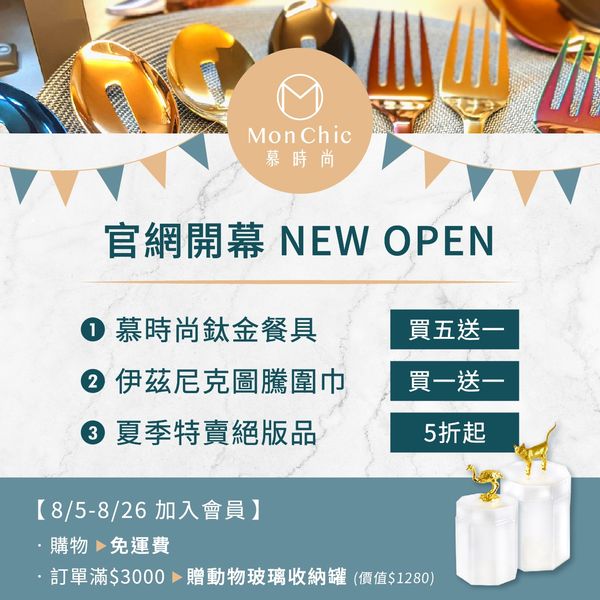 MonChic
慕時尚
官網開幕 NEW OPEN
1 慕時尚鈦金餐具 買五送一
2 伊茲尼克圖騰圍巾 買一送一
3 夏季特賣絕版品 5折起
【8/5-8/26 加入會員】
·購物▶免運費
·訂單滿$3000▶贈動物玻璃收納罐 (價值$1280)